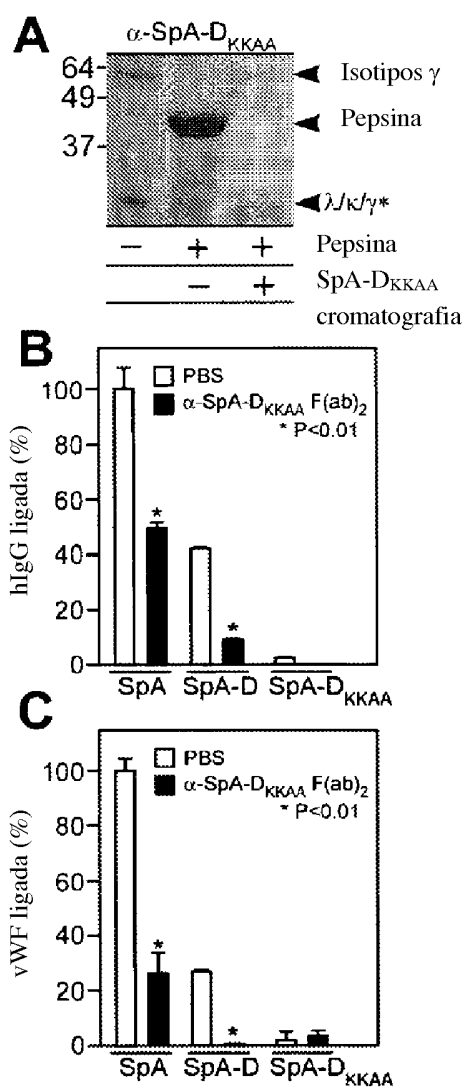 A
α-SpA-DKKAA
64
49
37
Isotipos γ
Pepsina
λ/κ/γ*
− + + Pepsina
− + SpA-DKKAA
cromatografia
B
PBS
α-SpA-DKKAA F(ab)2
* P<0.01
hIgG ligada (%)
100
80
60
40
20
0
*
*
SpA SpA-D SpA-DKKAA
C
PBS
α-SpA-DKKAA F(ab)2
* P<0.01
vWF ligada (%)
100
80
60
40
20
0
*
*
SpA SpA-D SpA-DKKAA